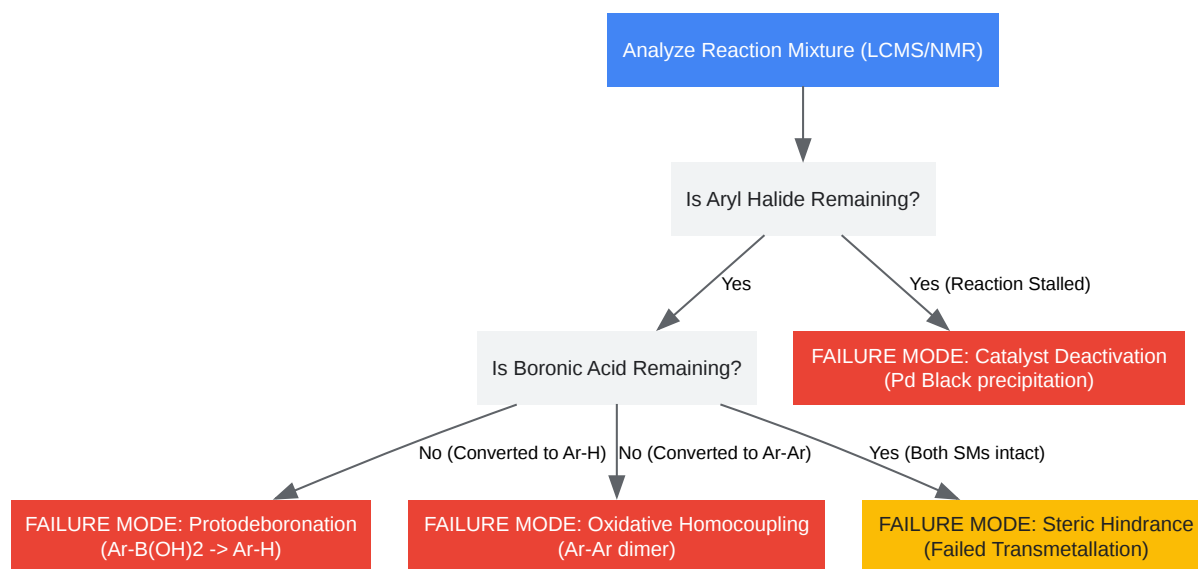 Analyze Reaction Mixture (LCMS/NMR)
Is Aryl Halide Remaining?
Yes
Yes (Reaction Stalled)
Is Boronic Acid Remaining?
FAILURE MODE: Catalyst Deactivation
(Pd Black precipitation)
No (Converted to Ar-H)
No (Converted to Ar-Ar)
Yes (Both SMs intact)
FAILURE MODE: Protodeboronation
(Ar-B(OH)2 -> Ar-H)
FAILURE MODE: Oxidative Homocoupling
(Ar-Ar dimer)
FAILURE MODE: Steric Hindrance
(Failed Transmetallation)